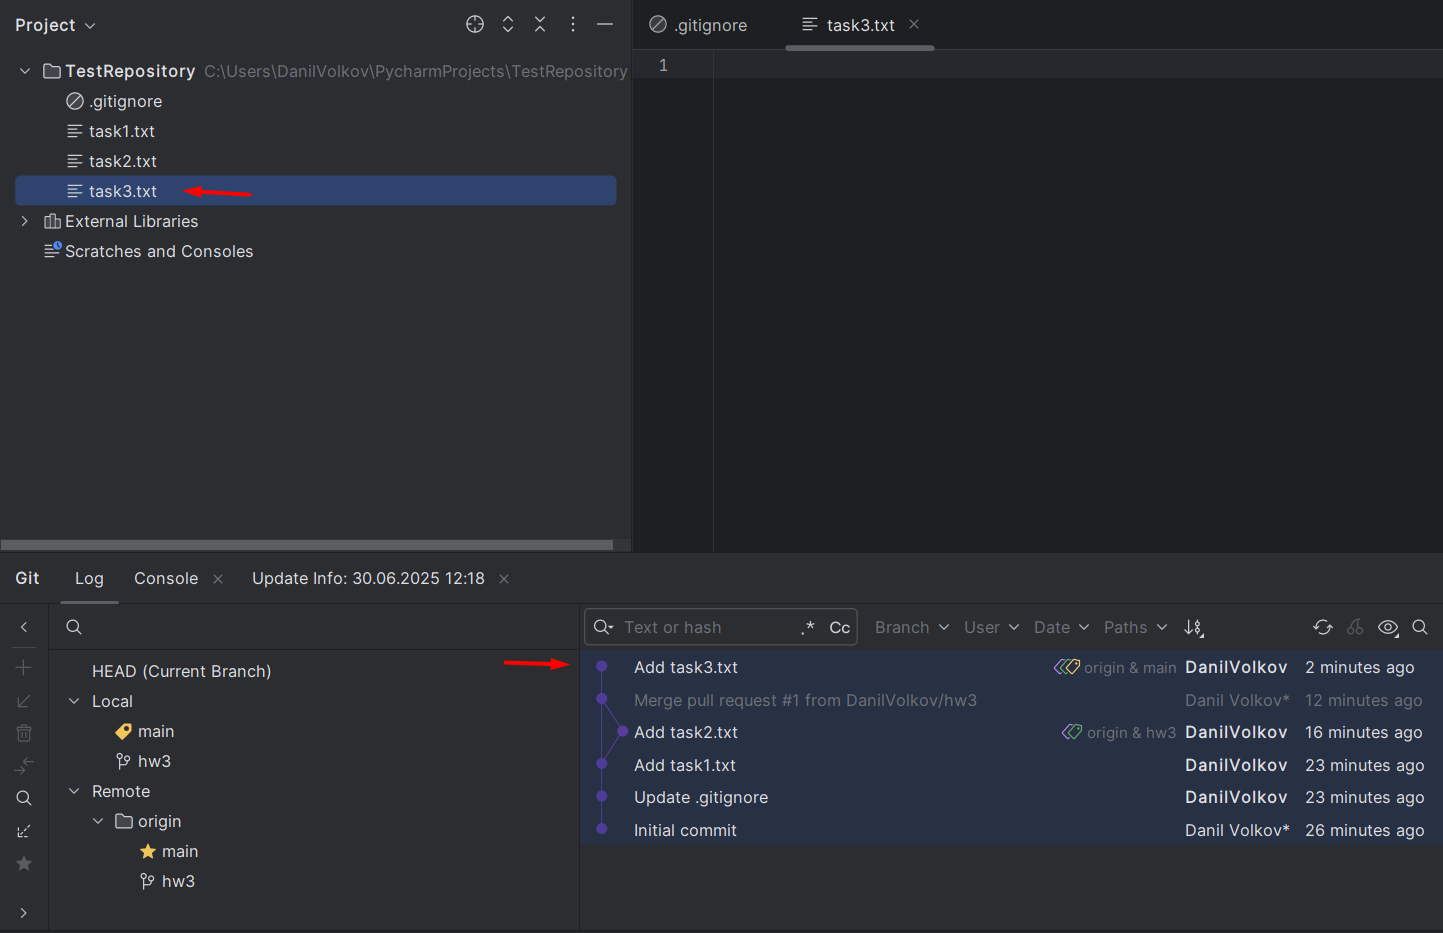 Project
TestRepository C:\Users\DanilVolkov\PycharmProjects\TestRepository
.gitignore
task1.txt
task2.txt
task3.txt
External Libraries
Scratches and Consoles
.gitignore task3.txt
1
Git Log Console Update Info: 30.06.2025 12:18
HEAD (Current Branch)
Local
main
hw3
Remote
origin
main
hw3
Text or hash .* Cc Branch User Date Paths
Add task3.txt origin & main DanilVolkov 2 minutes ago
Merge pull request #1 from DanilVolkov/hw3 Danil Volkov* 12 minutes ago
Add task2.txt origin & hw3 DanilVolkov 16 minutes ago
Add task1.txt DanilVolkov 23 minutes ago
Update .gitignore DanilVolkov 23 minutes ago
Initial commit Danil Volkov* 26 minutes ago